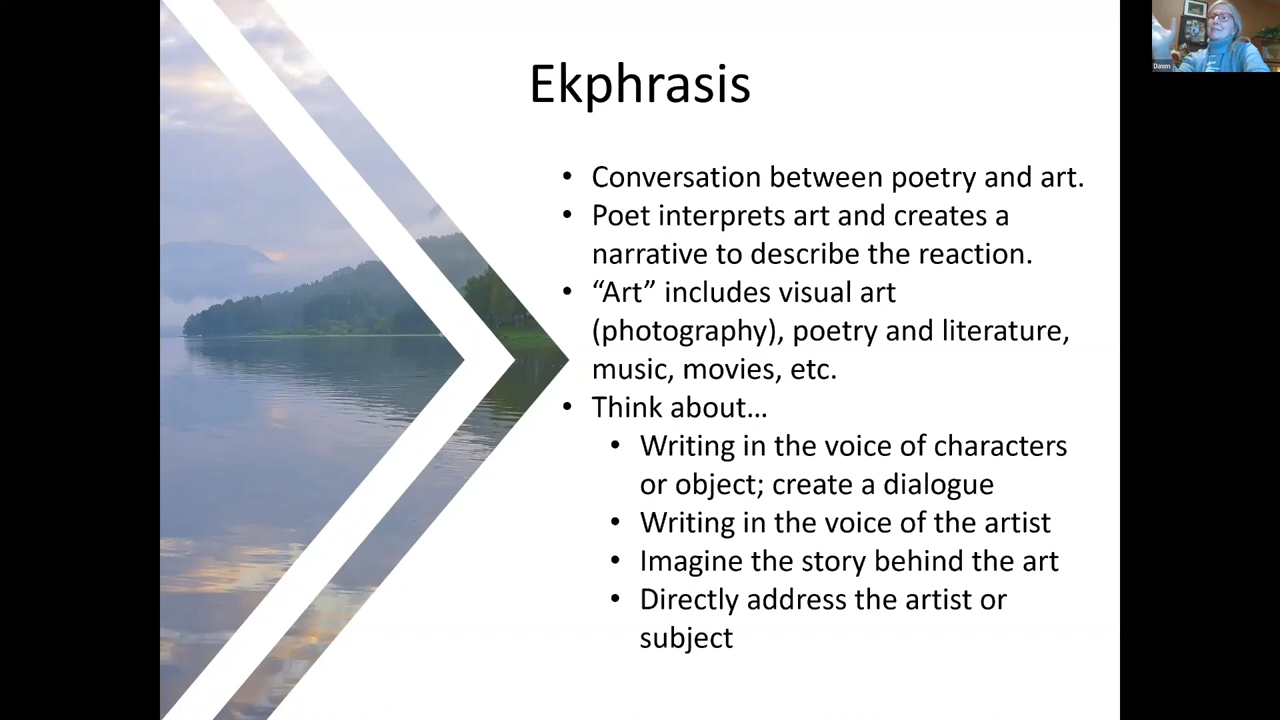 Ekphrasis
• Conversation between poetry and art.
• Poet interprets art and creates a
narrative to describe the reaction.
• “Art” includes visual art
(photography), poetry and literature,
music, movies, etc.
• Think about…
• Writing in the voice of characters
or object; create a dialogue
• Writing in the voice of the artist
• Imagine the story behind the art
• Directly address the artist or
subject
Dawn